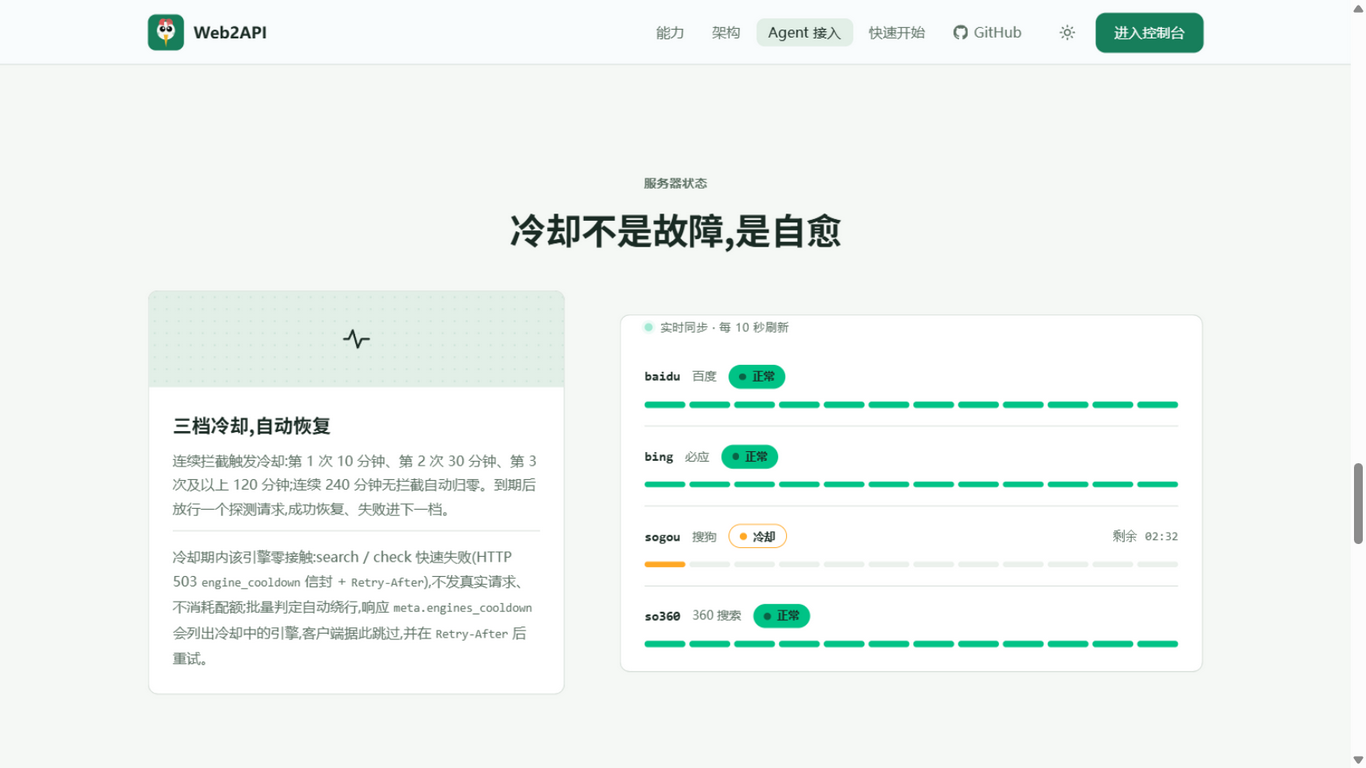 Web2API
能力
架构
Agent 接入
快速开始
GitHub
进入控制台
服务器状态
冷却不是故障,是自愈
三档冷却,自动恢复
连续拦截触发冷却:第 1 次 10 分钟、第 2 次 30 分钟、第 3
次及以上 120 分钟;连续 240 分钟无拦截自动归零。到期后
放行一个探测请求,成功恢复、失败进下一档。
冷却期内该引擎零接触:search / check 快速失败(HTTP
503 engine_cooldown 信封 + Retry-After),不发真实请求、
不消耗配额;批量判定自动绕行,响应 meta.engines_cooldown
会列出冷却中的引擎,客户端据此跳过,并在 Retry-After 后
重试。
实时同步 · 每 10 秒刷新
baidu 百度 正常
bing 必应 正常
sogou 搜狗 冷却 剩余 02:32
so360 360 搜索 正常